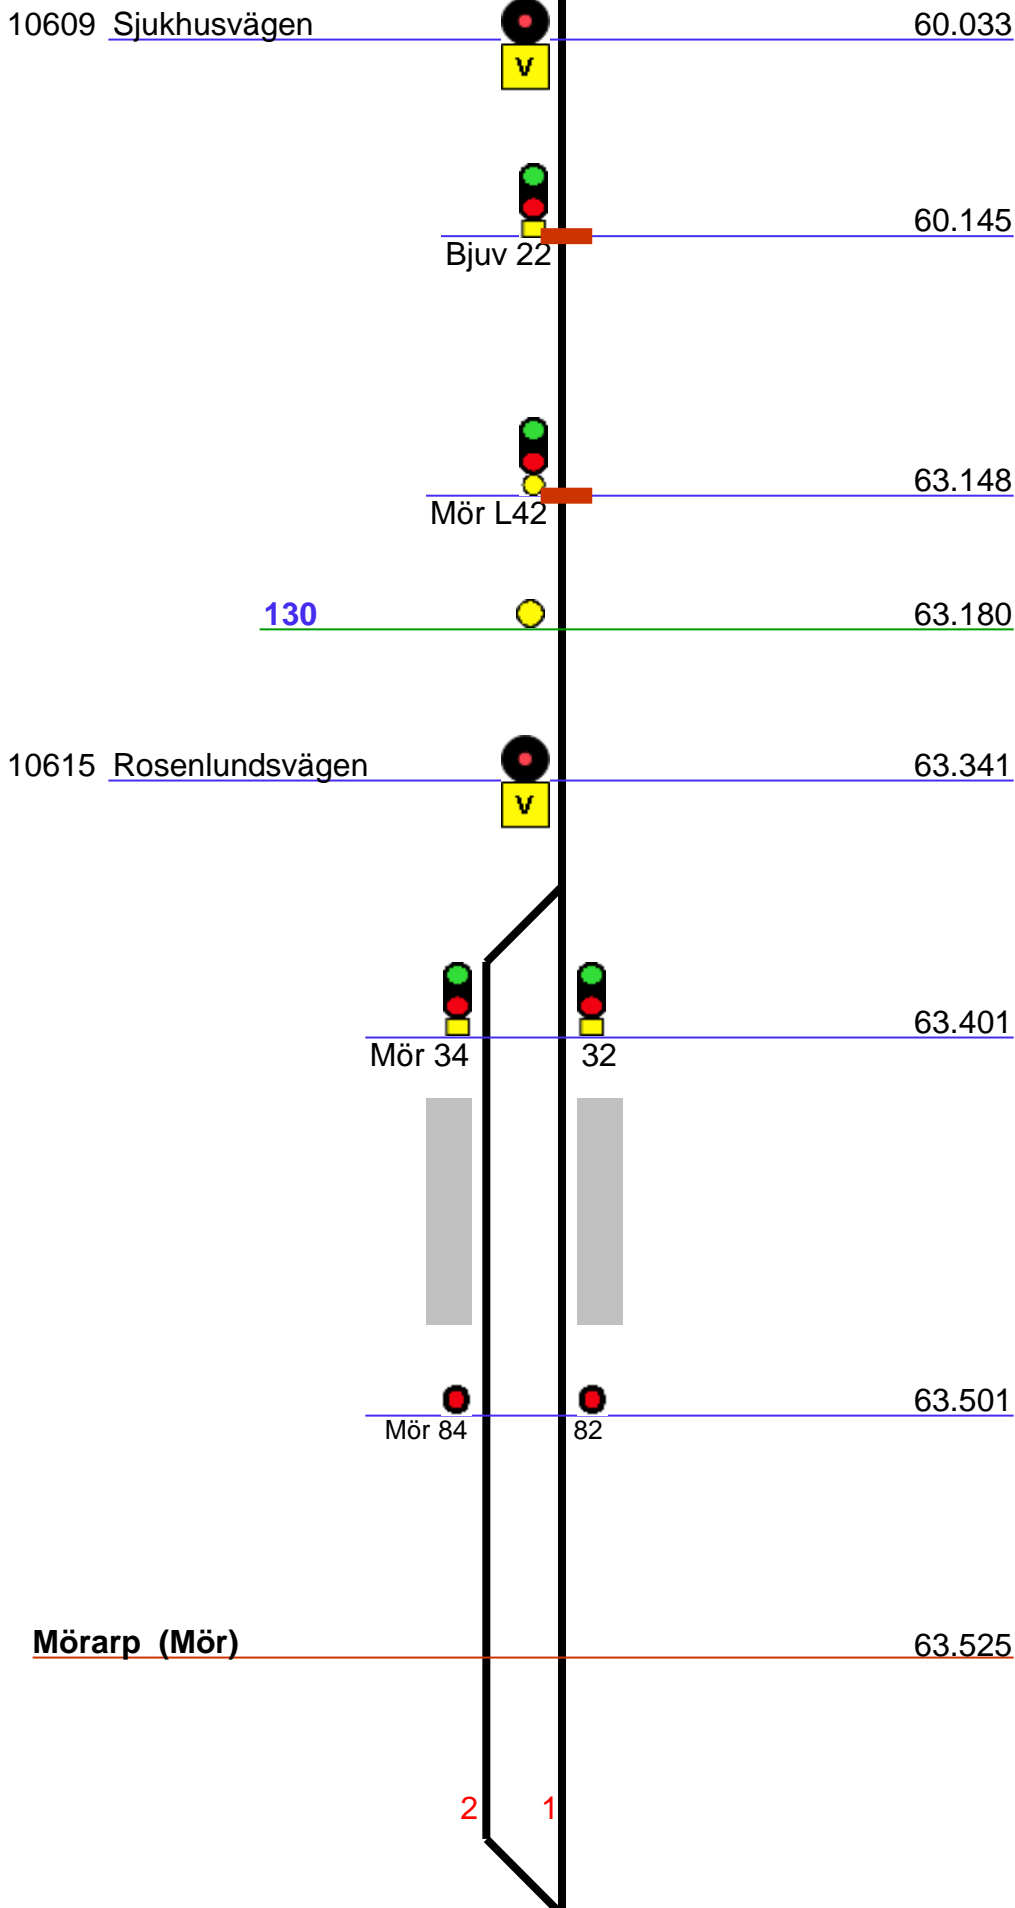 10609 Sjukhusvägen 60.033
V
60.145
Bjuv 22
63.148
Mör L42
130 63.180
10615 Rosenlundsvägen 63.341
V
63.401
Mör 34 32
63.501
Mör 84 82
Mörarp (Mör) 63.525
2 1